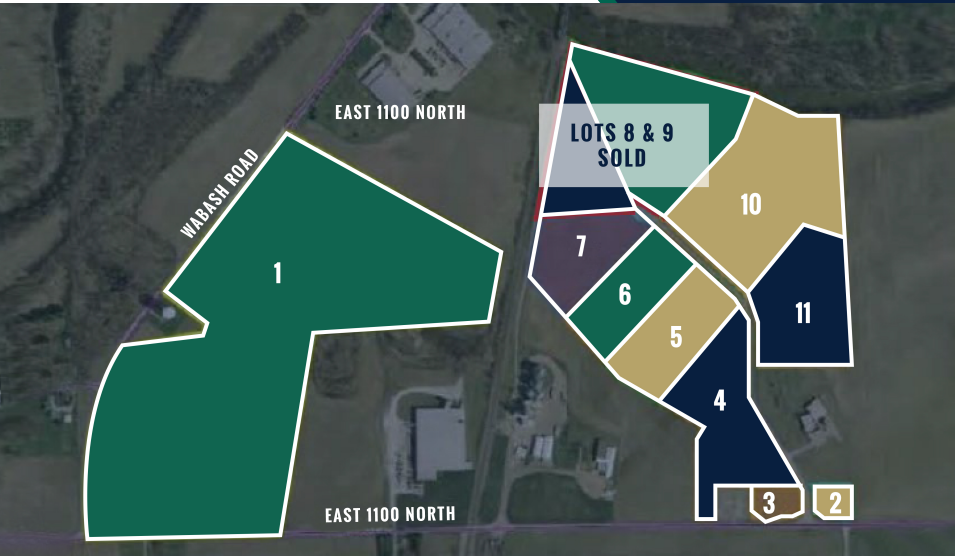 EAST 1100 NORTH
LOTS 8 & 9
SOLD
WABASH ROAD
10
7
1
6
11
5
4
3
2
EAST 1100 NORTH